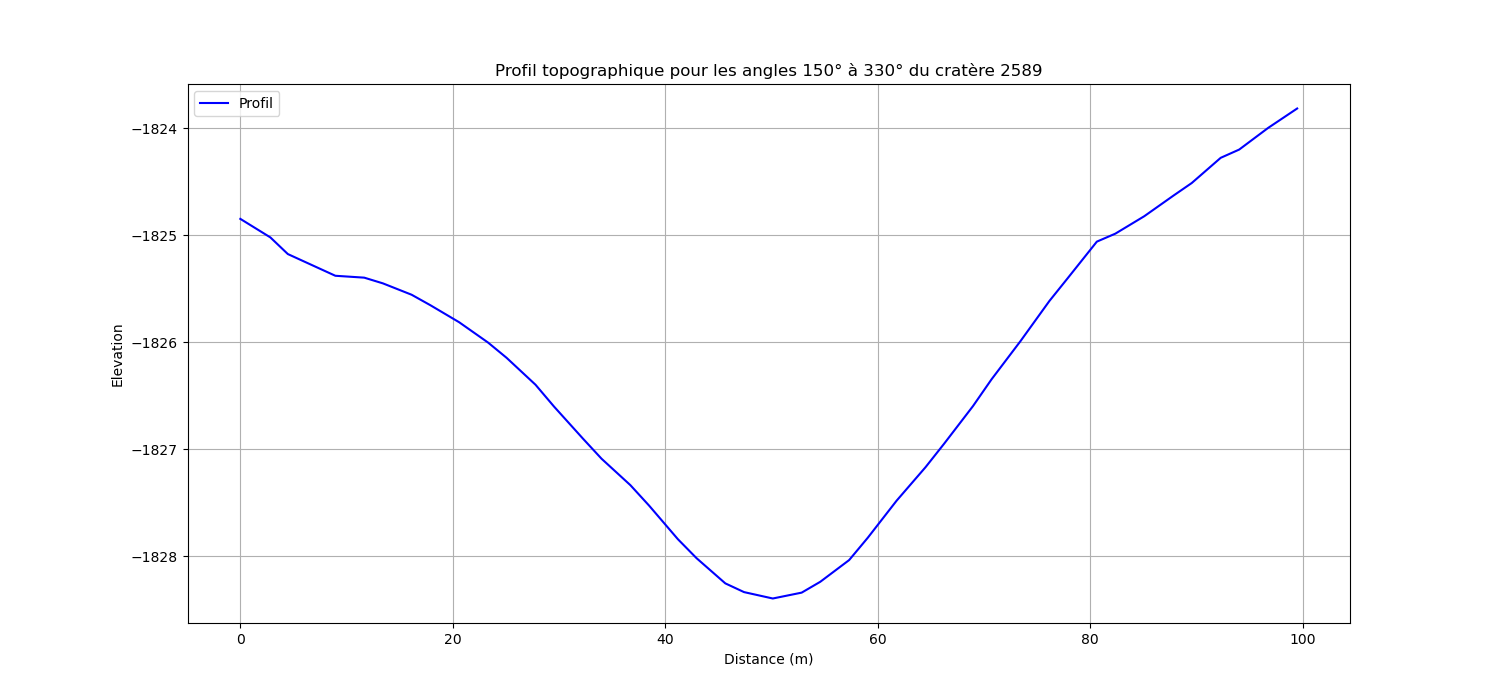 Profil topographique pour les angles 150° à 330° du cratère 2589
Profil
−1824
−1825
−1826
−1827
−1828
Elevation
0 20 40 60 80 100
Distance (m)